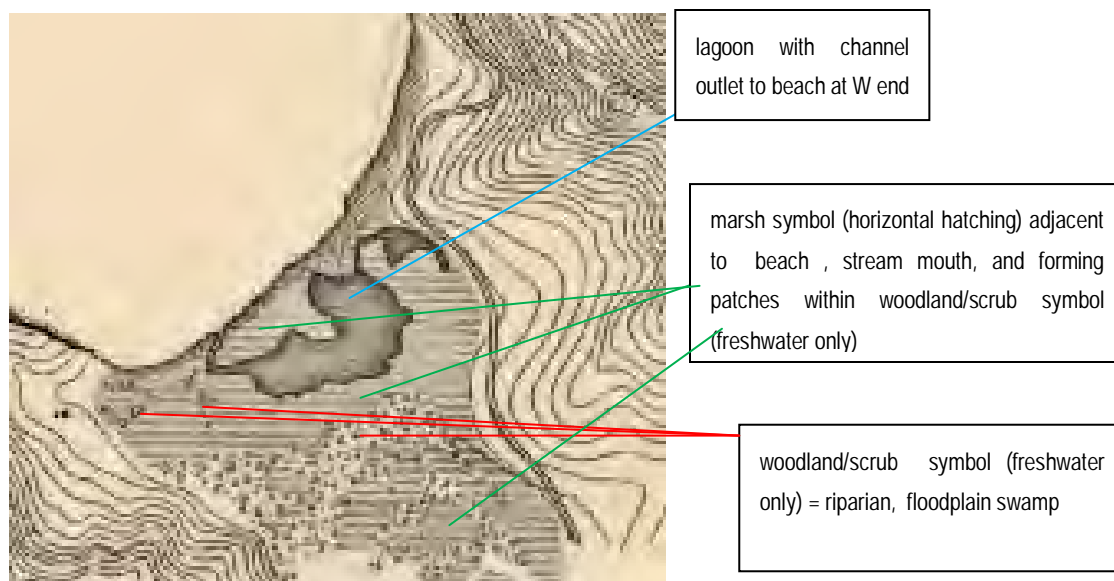 lagoon with channel
outlet to beach at W end
marsh symbol (horizontal hatching) adjacent
to beach , stream mouth, and forming
patches within woodland/scrub symbol
(freshwater only)
woodland/scrub symbol (freshwater
only) = riparian, floodplain swamp